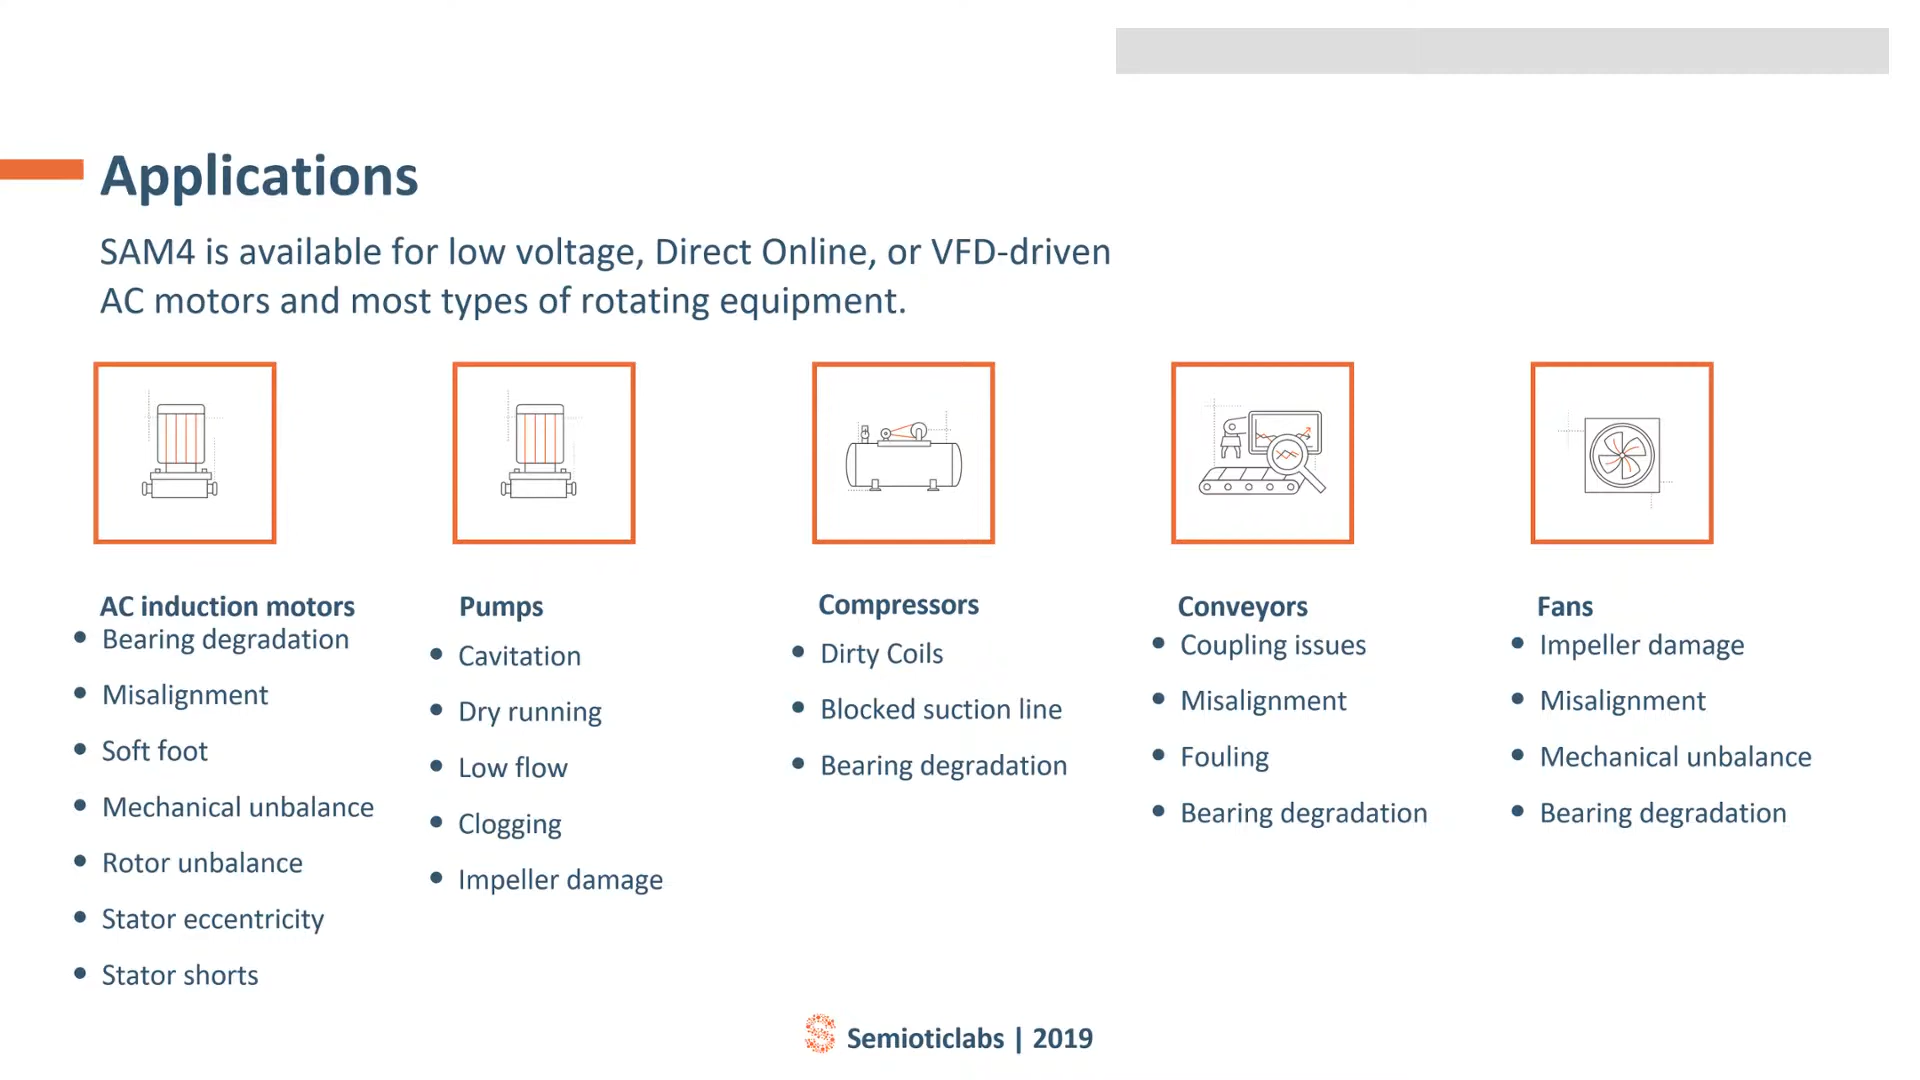 Applications
SAM4 is available for low voltage, Direct Online, or VFD-driven
AC motors and most types of rotating equipment.
AC induction motors
• Bearing degradation
• Misalignment
• Soft foot
• Mechanical unbalance
• Rotor unbalance
• Stator eccentricity
• Stator shorts
Pumps
• Cavitation
• Dry running
• Low flow
• Clogging
• Impeller damage
Compressors
• Dirty Coils
• Blocked suction line
• Bearing degradation
Conveyors
• Coupling issues
• Misalignment
• Fouling
• Bearing degradation
Fans
• Impeller damage
• Misalignment
• Mechanical unbalance
• Bearing degradation
Semioticlabs | 2019